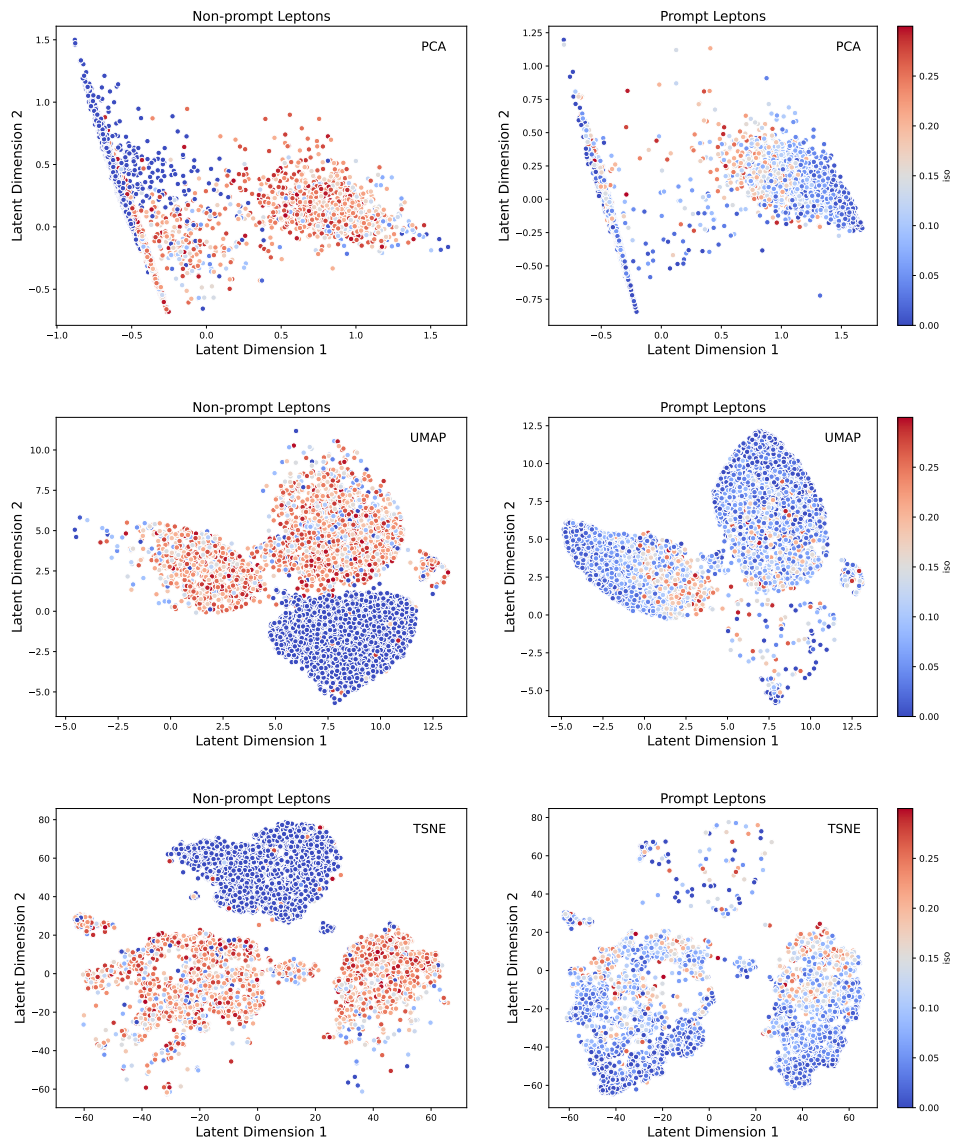 Non-prompt Leptons
Prompt Leptons
PCA
PCA
1.5
1.0
0.5
0.0
−0.5
Latent Dimension 2
−1.0 −0.5 0.0 0.5 1.0 1.5
Latent Dimension 1
1.25
1.00
0.75
0.50
0.25
0.00
−0.25
−0.50
−0.75
Latent Dimension 2
−0.5 0.0 0.5 1.0 1.5
Latent Dimension 1
0.25
0.20
0.15
0.10
0.05
0.00
iso
Non-prompt Leptons
Prompt Leptons
UMAP
UMAP
10.0
7.5
5.0
2.5
0.0
−2.5
−5.0
Latent Dimension 2
−5.0 −2.5 0.0 2.5 5.0 7.5 10.0 12.5
Latent Dimension 1
12.5
10.0
7.5
5.0
2.5
0.0
−2.5
−5.0
Latent Dimension 2
−5.0 −2.5 0.0 2.5 5.0 7.5 10.0 12.5
Latent Dimension 1
0.25
0.20
0.15
0.10
0.05
0.00
iso
Non-prompt Leptons
Prompt Leptons
TSNE
TSNE
80
60
40
20
0
−20
−40
−60
Latent Dimension 2
−60 −40 −20 0 20 40 60
Latent Dimension 1
80
60
40
20
0
−20
−40
−60
Latent Dimension 2
−60 −40 −20 0 20 40 60
Latent Dimension 1
0.25
0.20
0.15
0.10
0.05
0.00
iso